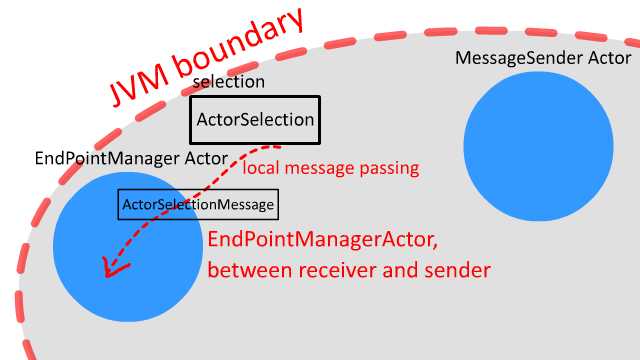 JVM boundary
MessageSender Actor
selection
ActorSelection
EndPointManager Actor
local message passing
ActorSelectionMessage
EndPointManagerActor,
between receiver and sender